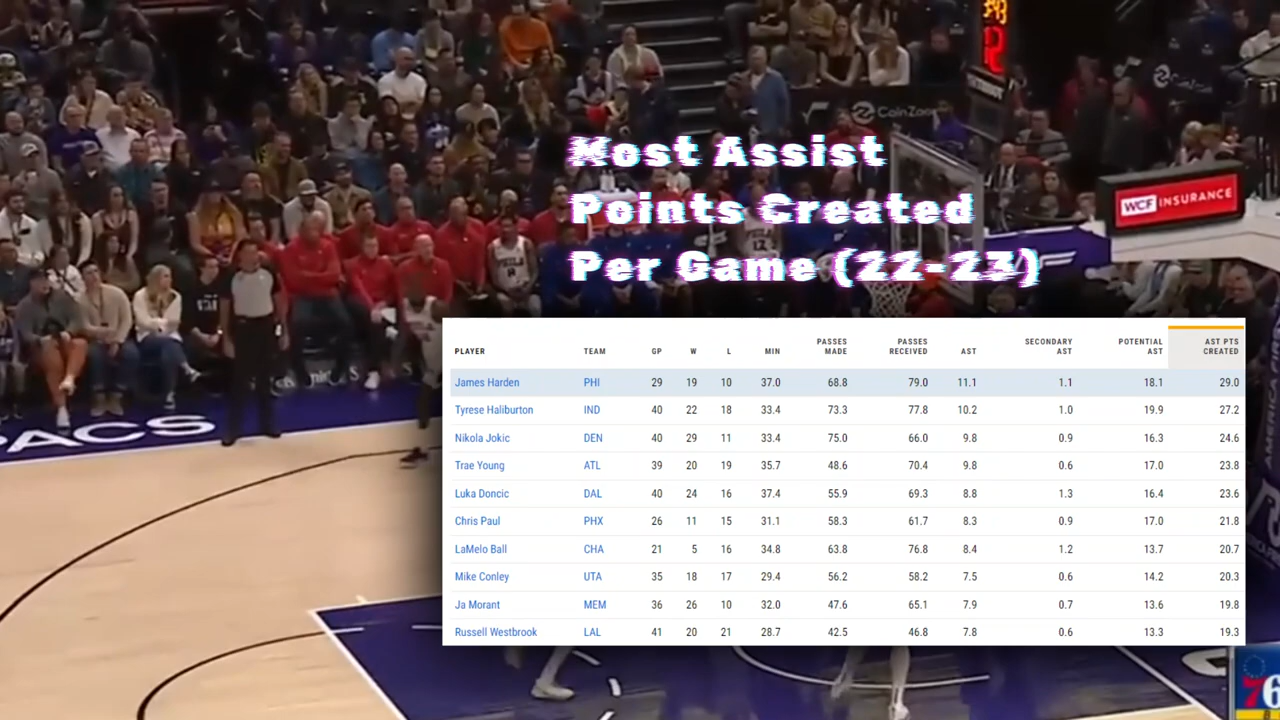 CoinZoom
Most Assist
Points Created
Per Game (22-23)
WCF INSURANCE
PHILA
12
PHILA
8
PLAYER TEAM GP W L MIN PASSES MADE PASSES RECEIVED AST SECONDARY AST POTENTIAL AST AST PTS CREATED
James Harden PHI 29 19 10 37.0 68.8 79.0 11.1 1.1 18.1 29.0
Tyrese Haliburton IND 40 22 18 33.4 73.3 77.8 10.2 1.0 19.9 27.2
Nikola Jokic DEN 40 29 11 33.4 75.0 66.0 9.8 0.9 16.3 24.6
Trae Young ATL 39 20 19 35.7 48.6 70.4 9.8 0.6 17.0 23.8
Luka Doncic DAL 40 24 16 37.4 55.9 69.3 8.8 1.3 16.4 23.6
Chris Paul PHX 26 11 15 31.1 58.3 61.7 8.3 0.9 17.0 21.8
LaMelo Ball CHA 21 5 16 34.8 63.8 76.8 8.4 1.2 13.7 20.7
Mike Conley UTA 35 18 17 29.4 56.2 58.2 7.5 0.6 14.2 20.3
Ja Morant MEM 36 26 10 32.0 47.6 65.1 7.9 0.7 13.6 19.8
Russell Westbrook LAL 41 20 21 28.7 42.5 46.8 7.8 0.6 13.3 19.3
PACS
76